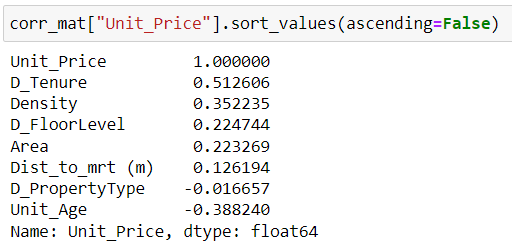 corr_mat["Unit_Price"].sort_values(ascending=False)
Unit_Price         1.000000
D_Tenure           0.512606
Density            0.352235
D_FloorLevel       0.224744
Area               0.223269
Dist_to_mrt (m)    0.126194
D_PropertyType    -0.016657
Unit_Age          -0.388240
Name: Unit_Price, dtype: float64